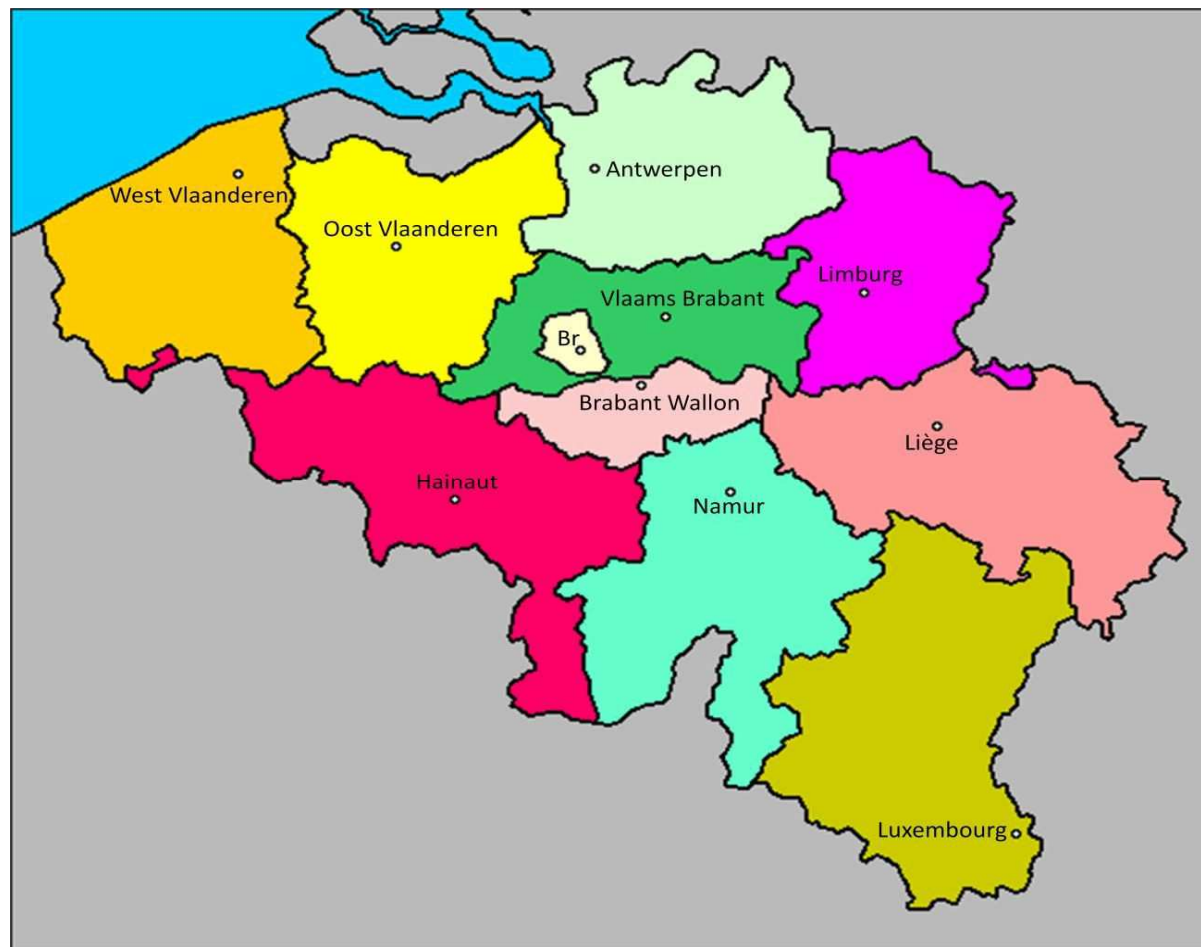 Antwerpen
West Vlaanderen
Oost Vlaanderen
Limburg
Vlaams Brabant
Br
Brabant Wallon
Liège
Hainaut
Namur
Luxembourg